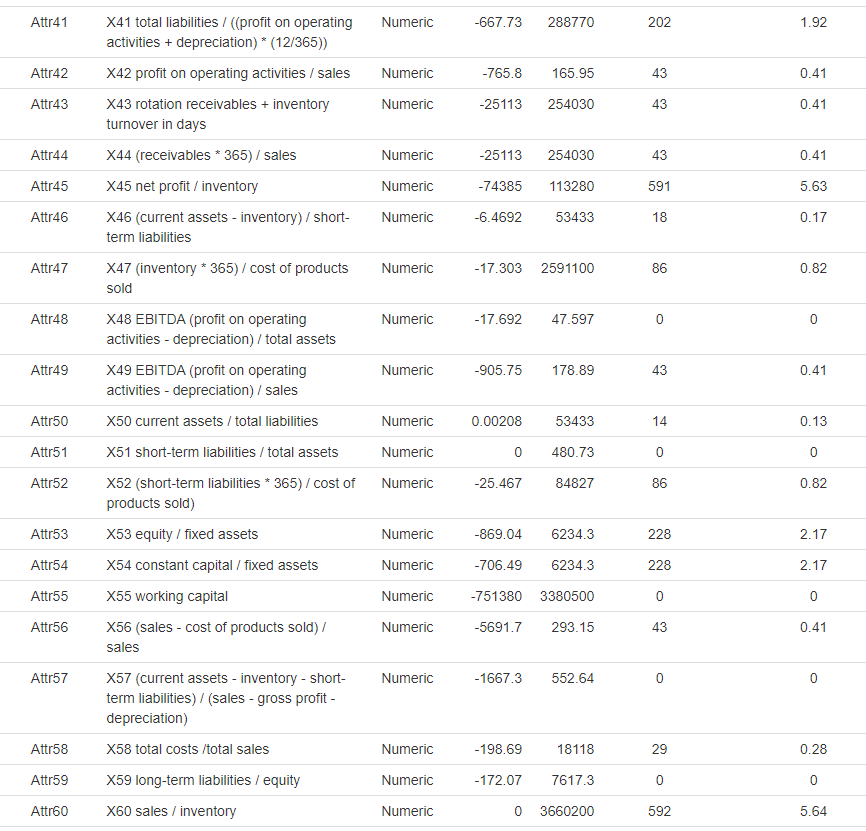 Attr41 X41 total liabilities / ((profit on operating Numeric -667.73 288770 202 1.92
activities + depreciation) * (12/365))
Attr42 X42 profit on operating activities / sales Numeric -765.8 165.95 43 0.41
Attr43 X43 rotation receivables + inventory Numeric -25113 254030 43 0.41
turnover in days
Attr44 X44 (receivables * 365) / sales Numeric -25113 254030 43 0.41
Attr45 X45 net profit / inventory Numeric -74385 113280 591 5.63
Attr46 X46 (current assets - inventory) / short- Numeric -6.4692 53433 18 0.17
term liabilities
Attr47 X47 (inventory * 365) / cost of products Numeric -17.303 2591100 86 0.82
sold
Attr48 X48 EBITDA (profit on operating Numeric -17.692 47.597 0 0
activities - depreciation) / total assets
Attr49 X49 EBITDA (profit on operating Numeric -905.75 178.89 43 0.41
activities - depreciation) / sales
Attr50 X50 current assets / total liabilities Numeric 0.00208 53433 14 0.13
Attr51 X51 short-term liabilities / total assets Numeric 0 480.73 0 0
Attr52 X52 (short-term liabilities * 365) / cost of Numeric -25.467 84827 86 0.82
products sold)
Attr53 X53 equity / fixed assets Numeric -869.04 6234.3 228 2.17
Attr54 X54 constant capital / fixed assets Numeric -706.49 6234.3 228 2.17
Attr55 X55 working capital Numeric -751380 3380500 0 0
Attr56 X56 (sales - cost of products sold) / Numeric -5691.7 293.15 43 0.41
sales
Attr57 X57 (current assets - inventory - short- Numeric -1667.3 552.64 0 0
term liabilities) / (sales - gross profit -
depreciation)
Attr58 X58 total costs /total sales Numeric -198.69 18118 29 0.28
Attr59 X59 long-term liabilities / equity Numeric -172.07 7617.3 0 0
Attr60 X60 sales / inventory Numeric 0 3660200 592 5.64